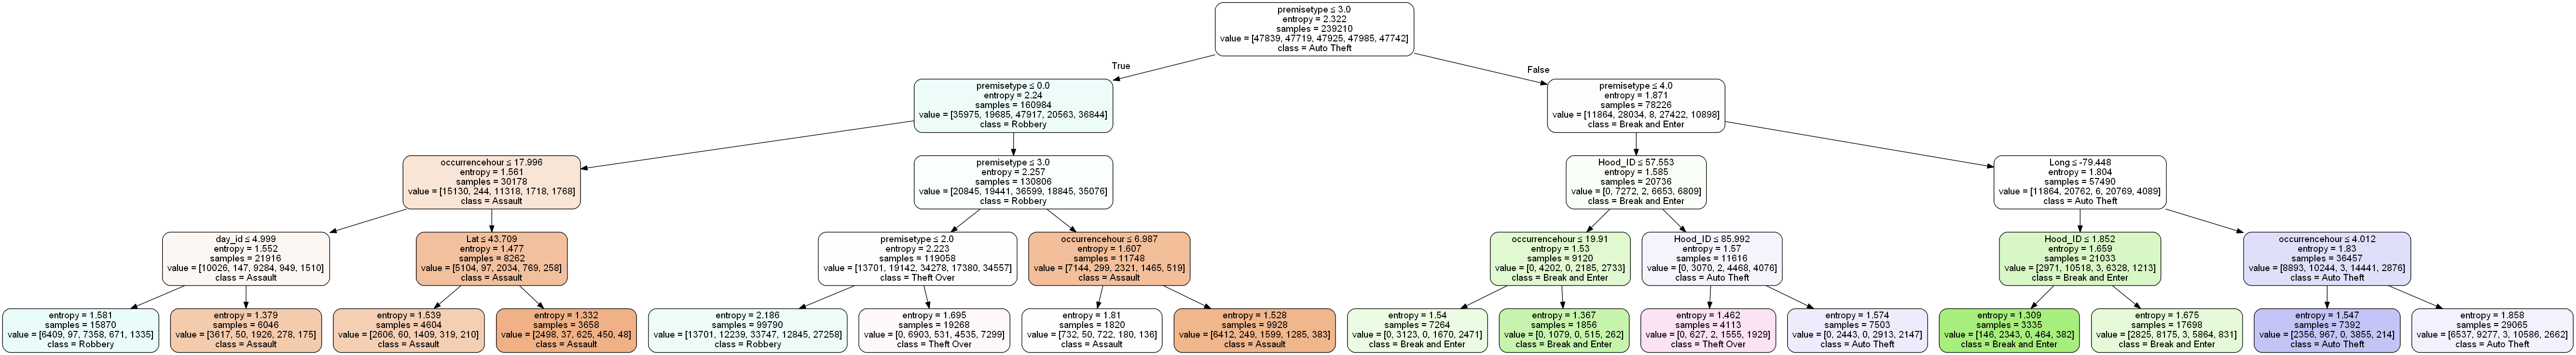 premisetype ≤ 3.0
entropy = 2.322
samples = 239210
value = [47839, 47719, 47925, 47985, 47742]
class = Auto Theft
True
False
premisetype ≤ 0.0
entropy = 2.24
samples = 160984
value = [35975, 19685, 47917, 20563, 36844]
class = Robbery
premisetype ≤ 4.0
entropy = 1.871
samples = 78226
value = [11864, 28034, 8, 27422, 10898]
class = Break and Enter
occurrencehour ≤ 17.996
entropy = 1.561
samples = 30178
value = [15130, 244, 11318, 1718, 1768]
class = Assault
premisetype ≤ 3.0
entropy = 2.257
samples = 130806
value = [20845, 19441, 36599, 18845, 35076]
class = Robbery
Hood_ID ≤ 57.553
entropy = 1.585
samples = 20736
value = [0, 7272, 2, 6653, 6809]
class = Break and Enter
Long ≤ -79.448
entropy = 1.804
samples = 57490
value = [11864, 20762, 6, 20769, 4089]
class = Auto Theft
day_id ≤ 4.999
entropy = 1.552
samples = 21916
value = [10026, 147, 9284, 949, 1510]
class = Assault
Lat ≤ 43.709
entropy = 1.477
samples = 8262
value = [5104, 97, 2034, 769, 258]
class = Assault
premisetype ≤ 2.0
entropy = 2.223
samples = 119058
value = [13701, 19142, 34278, 17380, 34557]
class = Theft Over
occurrencehour ≤ 6.987
entropy = 1.607
samples = 11748
value = [7144, 299, 2321, 1465, 519]
class = Assault
occurrencehour ≤ 19.91
entropy = 1.53
samples = 9120
value = [0, 4202, 0, 2185, 2733]
class = Break and Enter
Hood_ID ≤ 85.992
entropy = 1.57
samples = 11616
value = [0, 3070, 2, 4468, 4076]
class = Auto Theft
Hood_ID ≤ 1.852
entropy = 1.659
samples = 21033
value = [2971, 10518, 3, 6328, 1213]
class = Break and Enter
occurrencehour ≤ 4.012
entropy = 1.83
samples = 36457
value = [8893, 10244, 3, 14441, 2876]
class = Auto Theft
entropy = 1.581
samples = 15870
value = [6409, 97, 7358, 671, 1335]
class = Robbery
entropy = 1.379
samples = 6046
value = [3617, 50, 1926, 278, 175]
class = Assault
entropy = 1.539
samples = 4604
value = [2606, 60, 1409, 319, 210]
class = Assault
entropy = 1.332
samples = 3658
value = [2498, 37, 625, 450, 48]
class = Assault
entropy = 2.186
samples = 99790
value = [13701, 12239, 33747, 12845, 27258]
class = Robbery
entropy = 1.695
samples = 19268
value = [0, 6903, 531, 4535, 7299]
class = Theft Over
entropy = 1.81
samples = 1820
value = [732, 50, 722, 180, 136]
class = Assault
entropy = 1.528
samples = 9928
value = [6412, 249, 1599, 1285, 383]
class = Assault
entropy = 1.54
samples = 7264
value = [0, 3123, 0, 1670, 2471]
class = Break and Enter
entropy = 1.367
samples = 1856
value = [0, 1079, 0, 515, 262]
class = Break and Enter
entropy = 1.462
samples = 4113
value = [0, 627, 2, 1555, 1929]
class = Theft Over
entropy = 1.574
samples = 7503
value = [0, 2443, 0, 2913, 2147]
class = Auto Theft
entropy = 1.309
samples = 3335
value = [146, 2343, 0, 464, 382]
class = Break and Enter
entropy = 1.675
samples = 17698
value = [2825, 8175, 3, 5864, 831]
class = Break and Enter
entropy = 1.547
samples = 7392
value = [2356, 967, 0, 3855, 214]
class = Auto Theft
entropy = 1.858
samples = 29065
value = [6537, 9277, 3, 10586, 2662]
class = Auto Theft